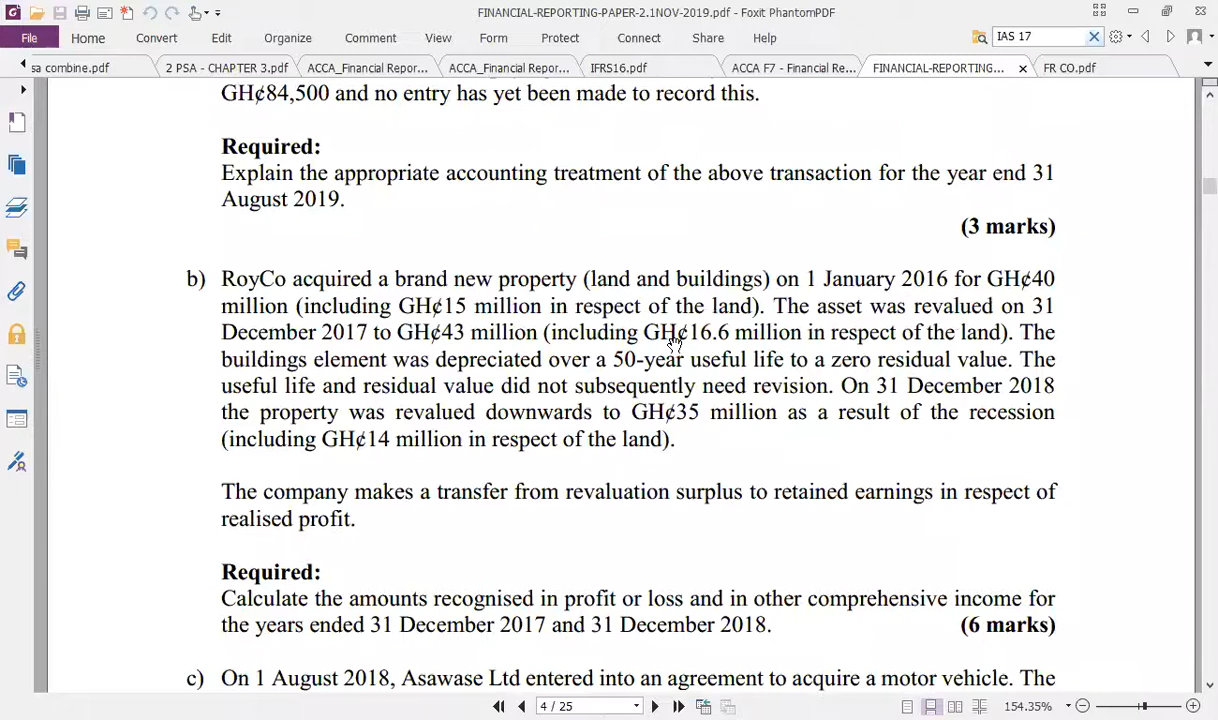 FINANCIAL-REPORTING-PAPER-2.1NOV-2019.pdf - Foxit PhantomPDF
File Home Convert Edit Organize Comment View Form Protect Connect Share Help IAS 17
sa combine.pdf 2 PSA - CHAPTER 3.pdf ACCA_Financial Repor... ACCA_Financial Repor... IFRS16.pdf ACCA F7 - Financial Re... FINANCIAL-REPORTING... FR CO.pdf
GH¢84,500 and no entry has yet been made to record this.
Required:
Explain the appropriate accounting treatment of the above transaction for the year end 31
August 2019.
(3 marks)
b) RoyCo acquired a brand new property (land and buildings) on 1 January 2016 for GH¢40
million (including GH¢15 million in respect of the land). The asset was revalued on 31
December 2017 to GH¢43 million (including GH¢16.6 million in respect of the land). The
buildings element was depreciated over a 50-year useful life to a zero residual value. The
useful life and residual value did not subsequently need revision. On 31 December 2018
the property was revalued downwards to GH¢35 million as a result of the recession
(including GH¢14 million in respect of the land).
The company makes a transfer from revaluation surplus to retained earnings in respect of
realised profit.
Required:
Calculate the amounts recognised in profit or loss and in other comprehensive income for
the years ended 31 December 2017 and 31 December 2018. (6 marks)
c) On 1 August 2018, Asawase Ltd entered into an agreement to acquire a motor vehicle. The
4 / 25 154.35%